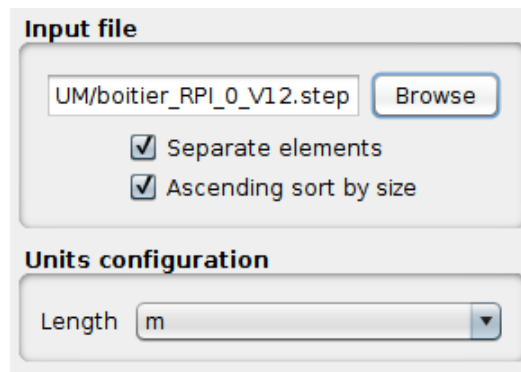 Input file
UM/boitier_RPI_0_V12.step Browse
Separate elements
Ascending sort by size
Units configuration
Length m